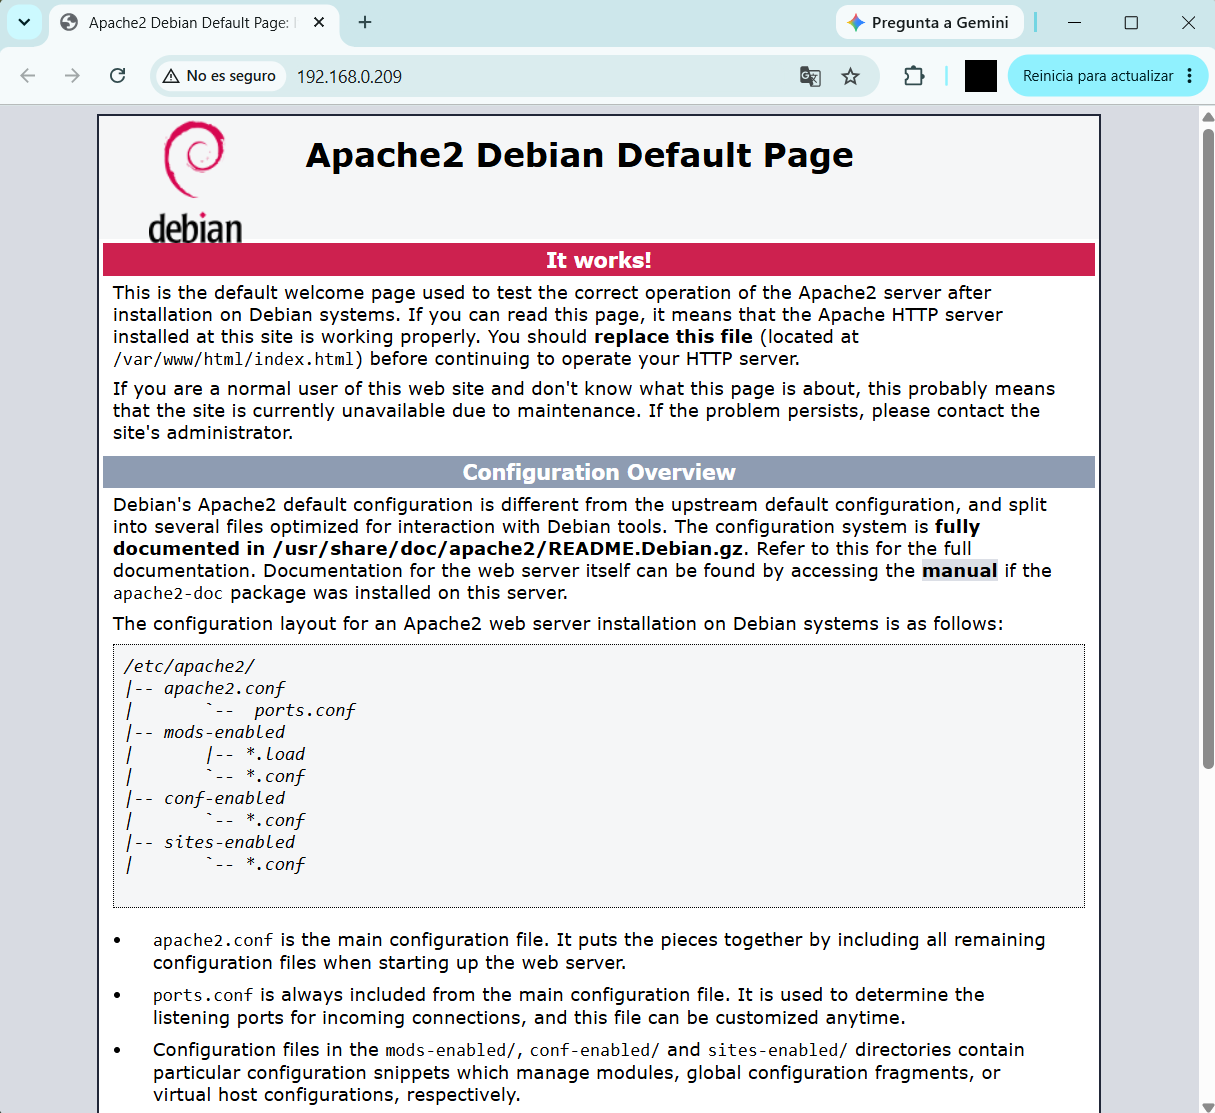 Apache2 Debian Default Page: I
Pregunta a Gemini
No es seguro
192.168.0.209
Reinicia para actualizar
debian
Apache2 Debian Default Page
It works!
This is the default welcome page used to test the correct operation of the Apache2 server after
installation on Debian systems. If you can read this page, it means that the Apache HTTP server
installed at this site is working properly. You should replace this file (located at
/var/www/html/index.html) before continuing to operate your HTTP server.
If you are a normal user of this web site and don't know what this page is about, this probably means
that the site is currently unavailable due to maintenance. If the problem persists, please contact the
site's administrator.
Configuration Overview
Debian's Apache2 default configuration is different from the upstream default configuration, and split
into several files optimized for interaction with Debian tools. The configuration system is fully
documented in /usr/share/doc/apache2/README.Debian.gz. Refer to this for the full
documentation. Documentation for the web server itself can be found by accessing the manual if the
apache2-doc package was installed on this server.
The configuration layout for an Apache2 web server installation on Debian systems is as follows:
/etc/apache2/
|-- apache2.conf
|       `--  ports.conf
|-- mods-enabled
|       |-- *.load
|       `-- *.conf
|-- conf-enabled
|       `-- *.conf
|-- sites-enabled
|       `-- *.conf
• apache2.conf is the main configuration file. It puts the pieces together by including all remaining
configuration files when starting up the web server.
• ports.conf is always included from the main configuration file. It is used to determine the
listening ports for incoming connections, and this file can be customized anytime.
• Configuration files in the mods-enabled/, conf-enabled/ and sites-enabled/ directories contain
particular configuration snippets which manage modules, global configuration fragments, or
virtual host configurations, respectively.